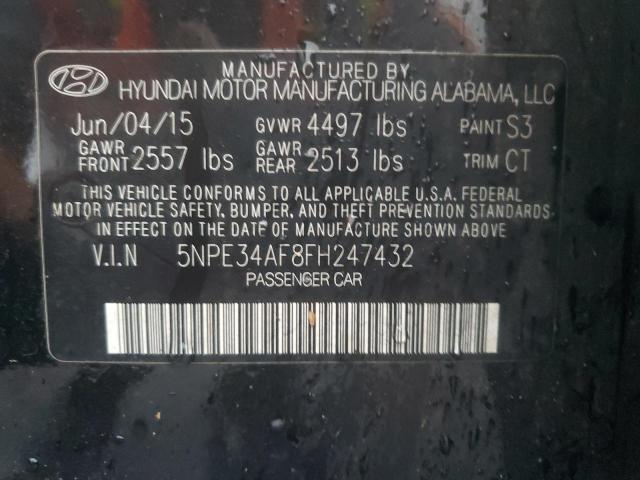 MANUFACTURED BY
HYUNDAI MOTOR MANUFACTURING ALABAMA, LLC
Jun/04/15 GVWR 4497 lbs PAINT S3
GAWR FRONT 2557 lbs GAWR REAR 2513 lbs TRIM CT
THIS VEHICLE CONFORMS TO ALL APPLICABLE U.S.A. FEDERAL
MOTOR VEHICLE SAFETY, BUMPER, AND THEFT PREVENTION STANDARDS
IN EFFECT ON THE DATE OF MANUFACTURE SHOWN ABOVE
V.I.N 5NPE34AF8FH247432
PASSENGER CAR